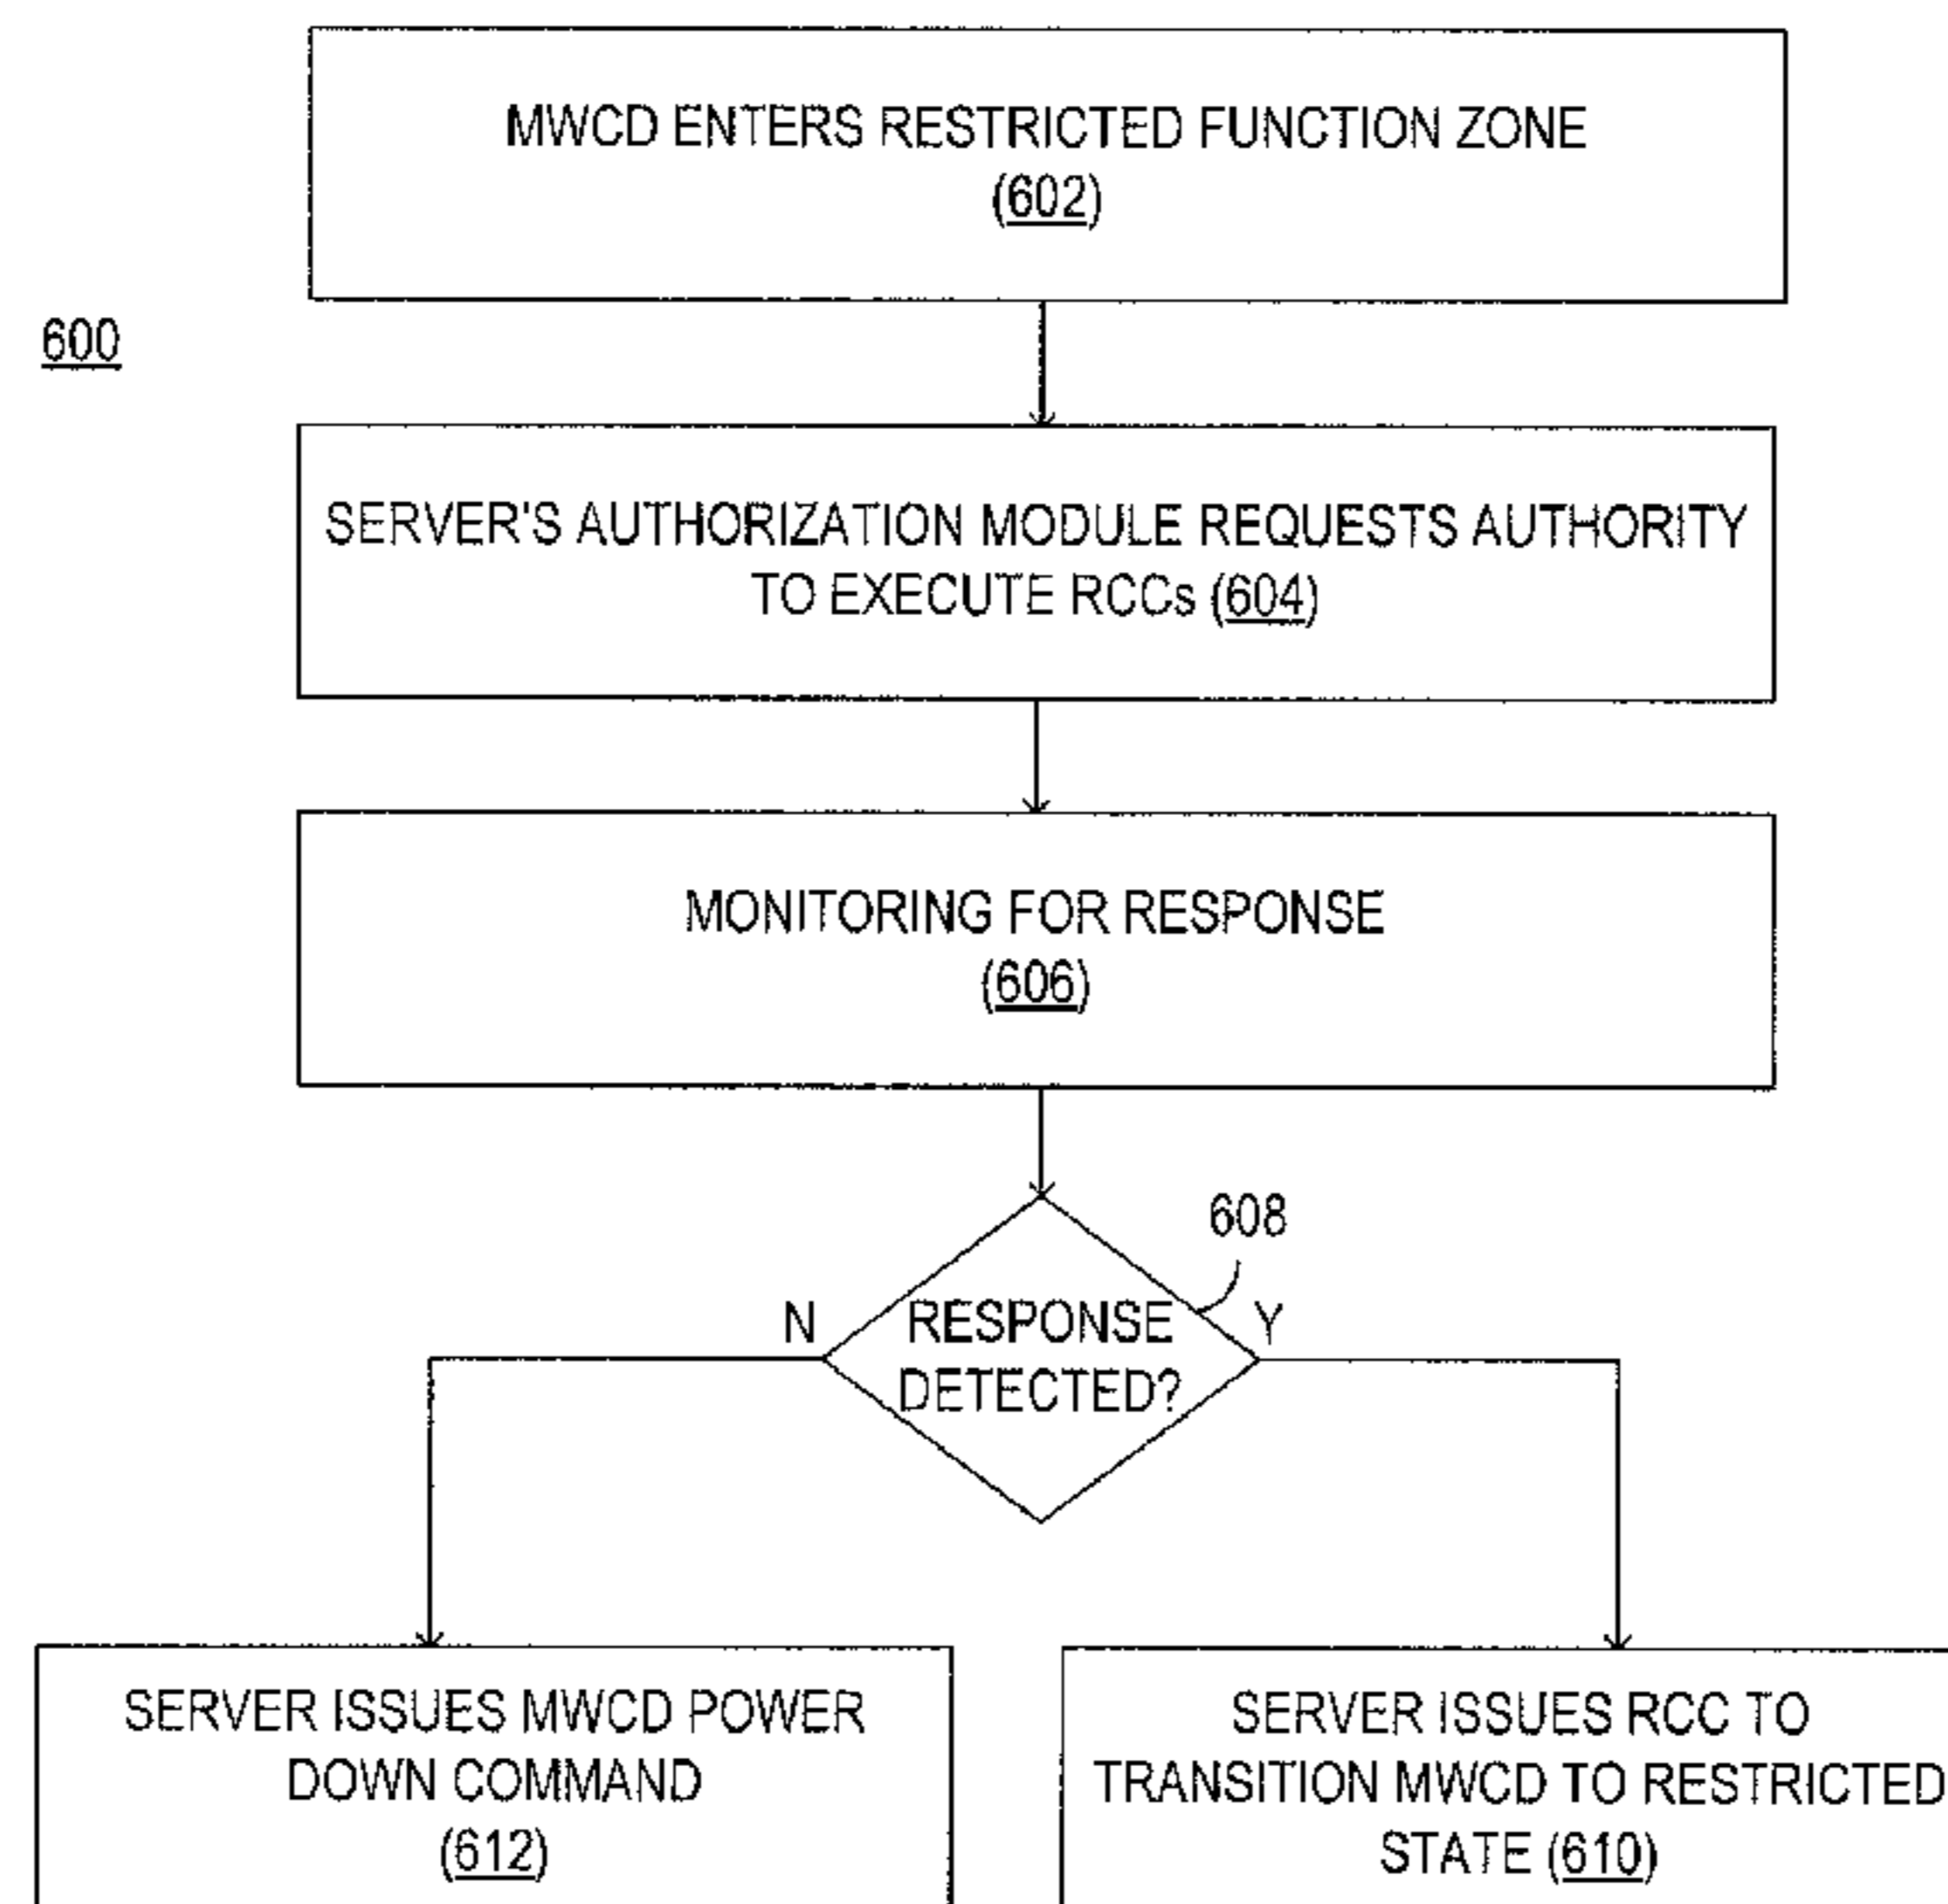 MWCD ENTERS RESTRICTED FUNCTION ZONE
(602)
600
SERVER'S AUTHORIZATION MODULE REQUESTS AUTHORITY
TO EXECUTE RCCs (604)
MONITORING FOR RESPONSE
(606)
608
N
RESPONSE
DETECTED?
Y
SERVER ISSUES MWCD POWER
DOWN COMMAND
(612)
SERVER ISSUES RCC TO
TRANSITION MWCD TO RESTRICTED
STATE (610)